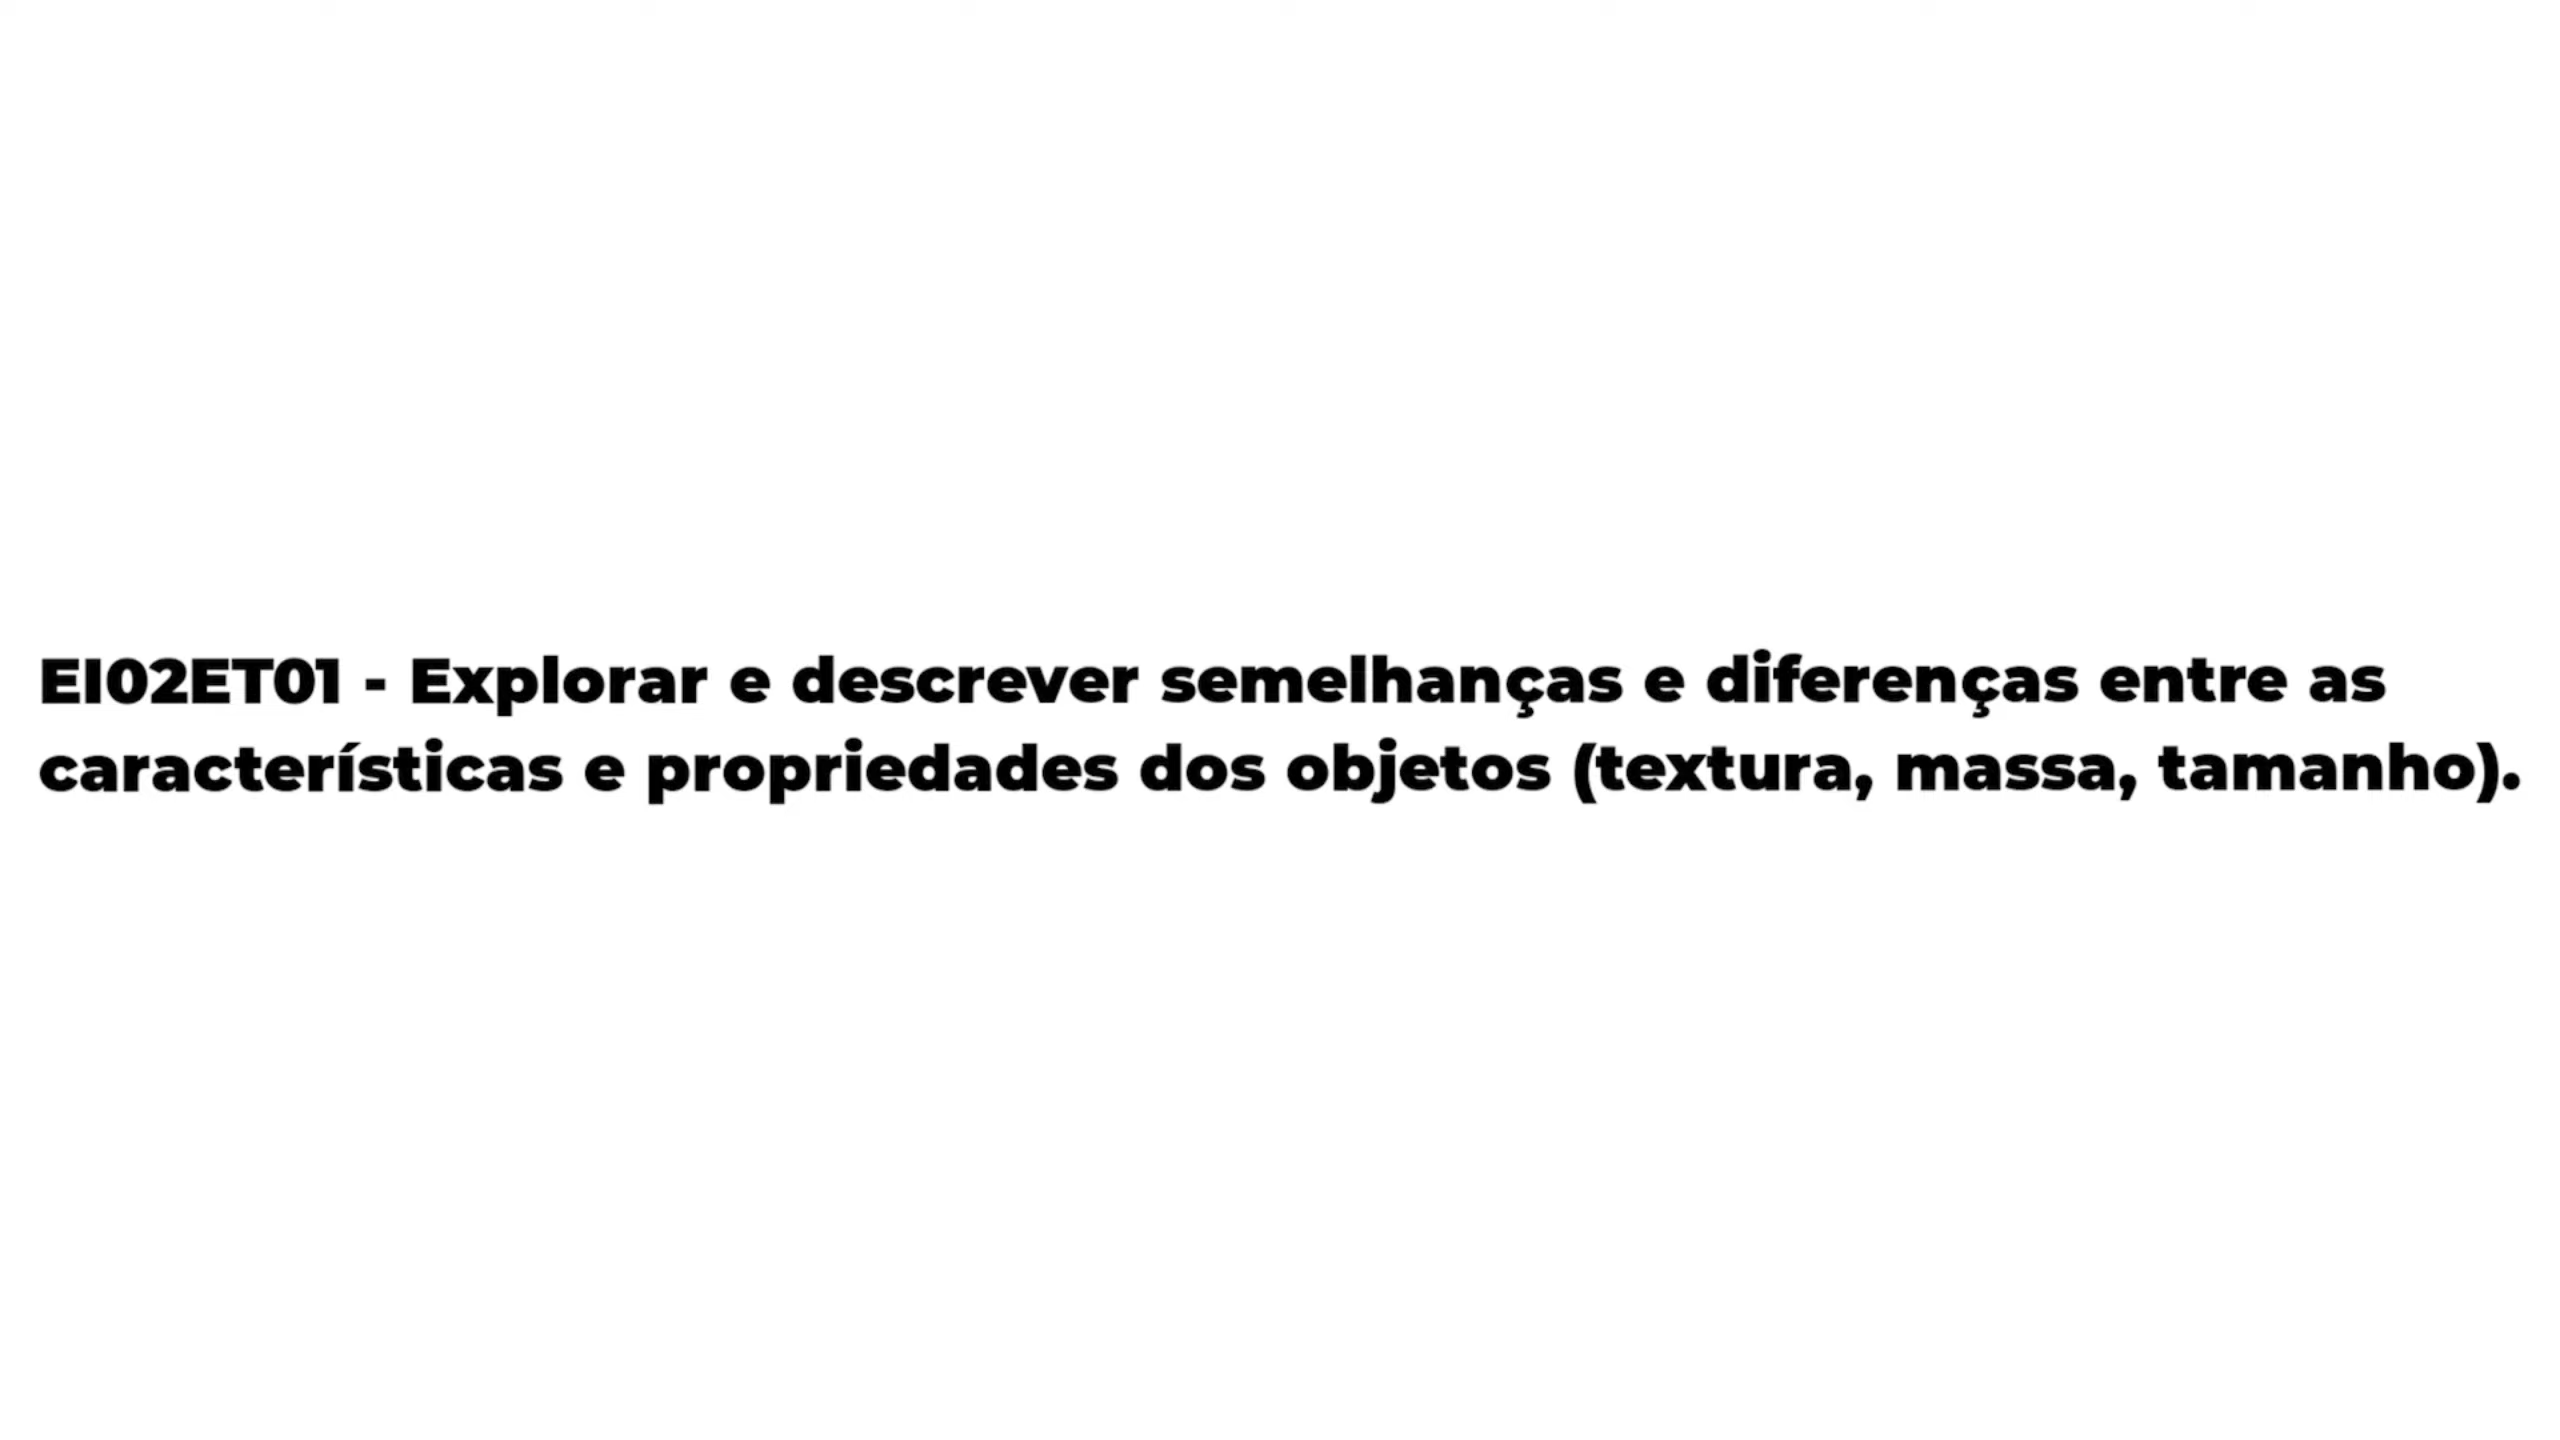 EI02ET01 - Explorar e descrever semelhanças e diferenças entre as
características e propriedades dos objetos (textura, massa, tamanho).